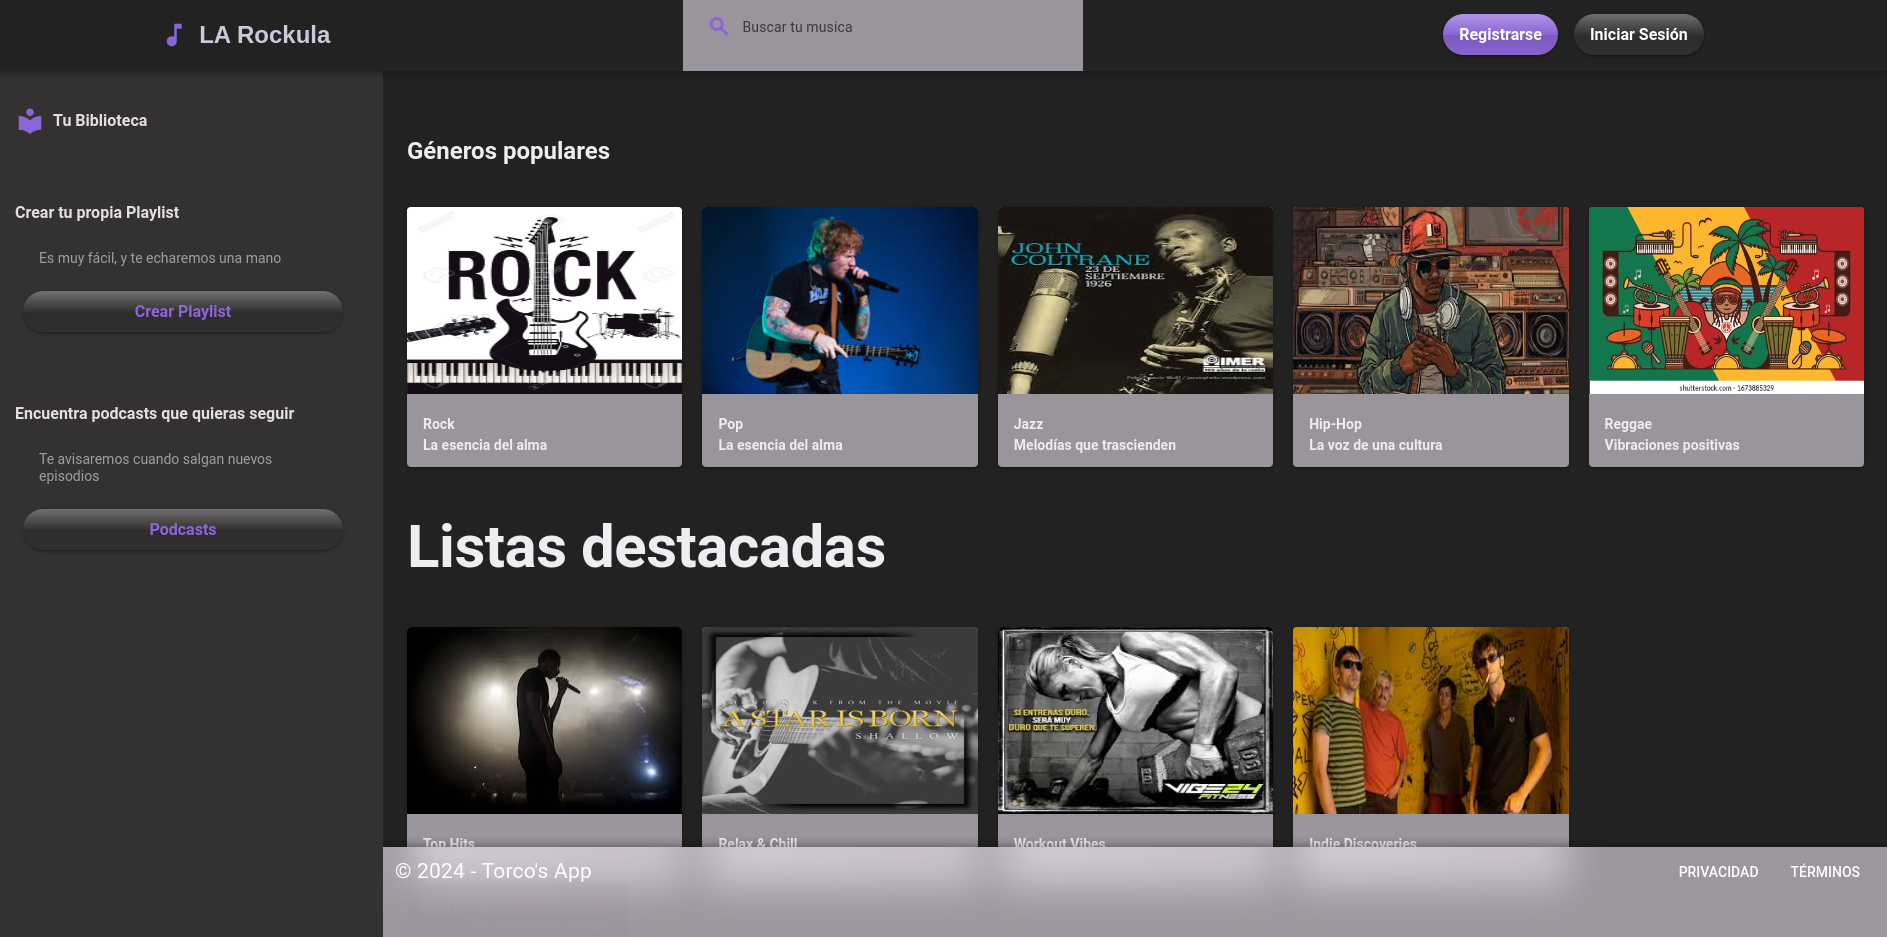 LA Rockula
Buscar tu musica
Registrarse
Iniciar Sesión
Tu Biblioteca
Crear tu propia Playlist
Es muy fácil, y te echaremos una mano
Crear Playlist
Encuentra podcasts que quieras seguir
Te avisaremos cuando salgan nuevos
episodios
Podcasts
Géneros populares
ROCK
JOHN
COLTRANE
23 DE
SEPTIEMBRE
1926
IMER
shutterstock.com · 1673885329
Rock
La esencia del alma
Pop
La esencia del alma
Jazz
Melodías que trascienden
Hip-Hop
La voz de una cultura
Reggae
Vibraciones positivas
Listas destacadas
FROM THE MOVIE
A STAR IS BORN
SHALLOW
SI ENTRENAS DURO,
SERÁ MUY
DURO QUE TE SUPEREN.
VIBE24
FITNESS
Top Hits
Relax & Chill
Workout Vibes
Indie Discoveries
© 2024 - Torco's App
PRIVACIDAD
TÉRMINOS